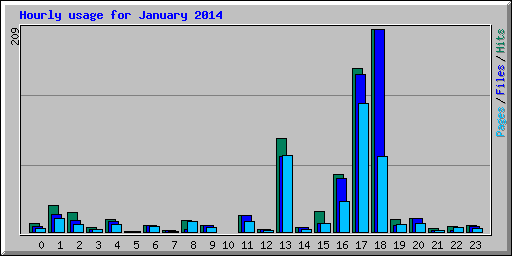 Hourly usage for January 2014
209
Pages / Files / Hits
0 1 2 3 4 5 6 7 8 9 10 11 12 13 14 15 16 17 18 19 20 21 22 23